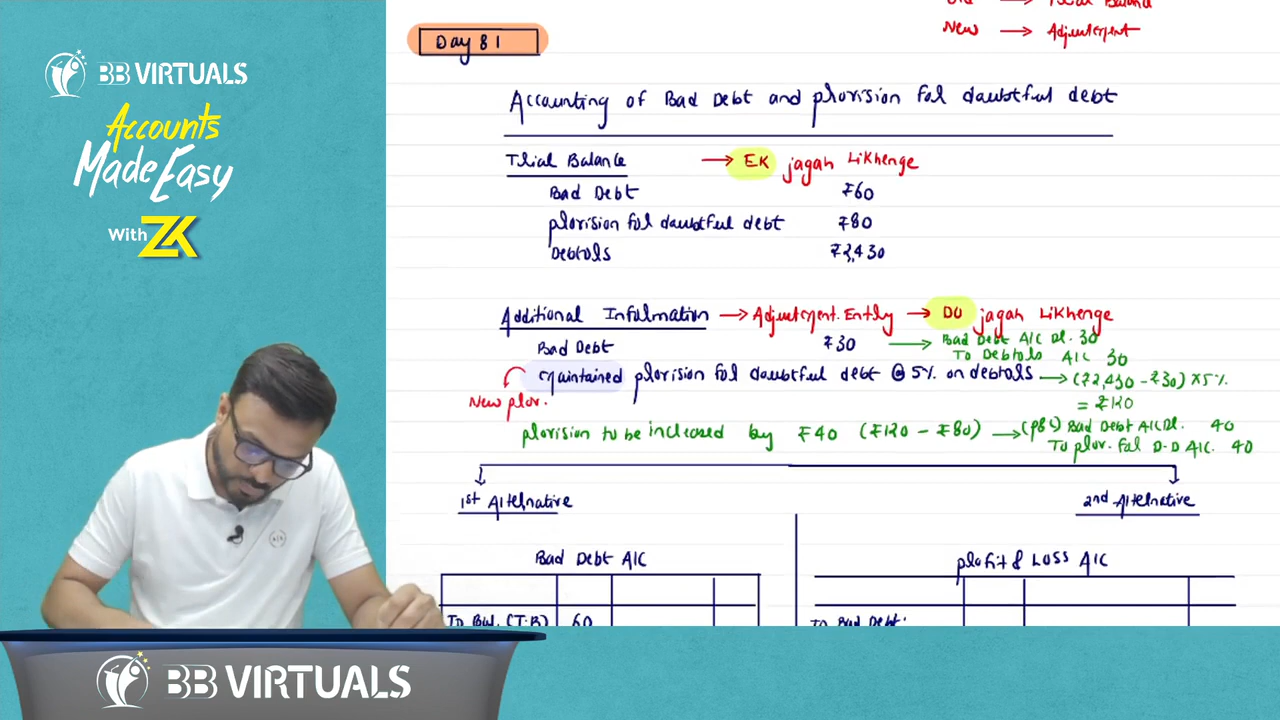 BB VIRTUALS
Accounts
Made Easy
With ZK
New → Adjustment
Day 81
Accounting of Bad Debt and provision for doubtful debt
Trial Balance → EK jagah Likhenge
Bad Debt ₹60
provision for doubtful debt ₹80
Debtors ₹2,430
Additional Information → Adjustment Entry → DO jagah Likhenge
Bad Debt ₹30 → Bad Debt A/C Dr. 30
To Debtors A/C 30
Maintained provision for doubtful debt @ 5% on debtors → (₹2,430 - ₹30) × 5%
New prov. = ₹120
provision to be increased by ₹40 (₹120 - ₹80) → Bad Debt A/C Dr. 40
To prov. for D.D A/C. 40
1st Alternative 2nd Alternative
Bad Debt A/C profit & Loss A/C
To Bal. (T.B) 60 To Bad Debt:
BB VIRTUALS